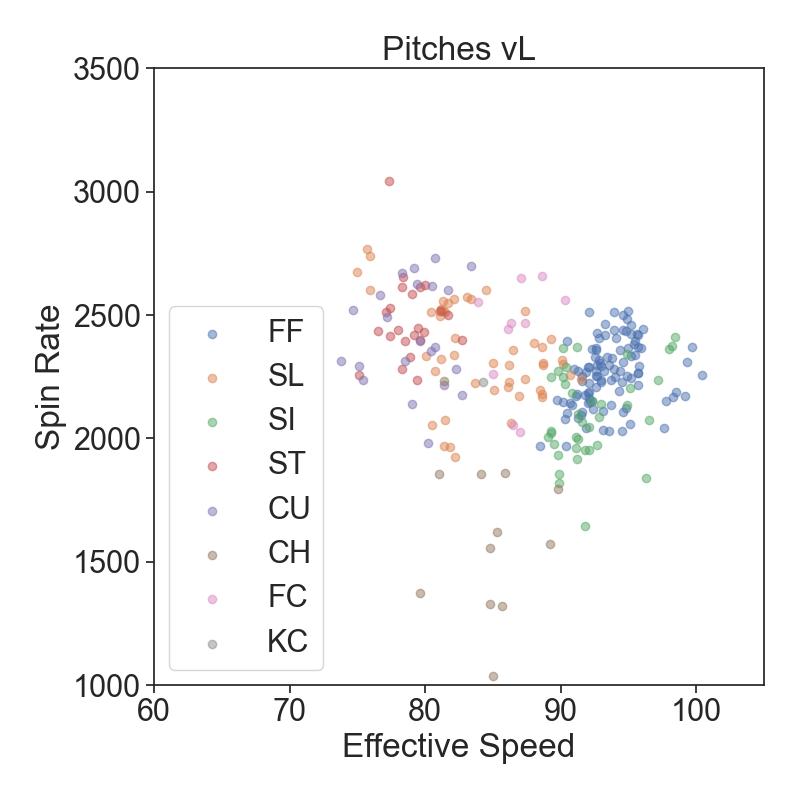 Pitches vL
3500
3000
2500
2000
1500
1000
Spin Rate
FF
SL
SI
ST
CU
CH
FC
KC
60 70 80 90 100
Effective Speed